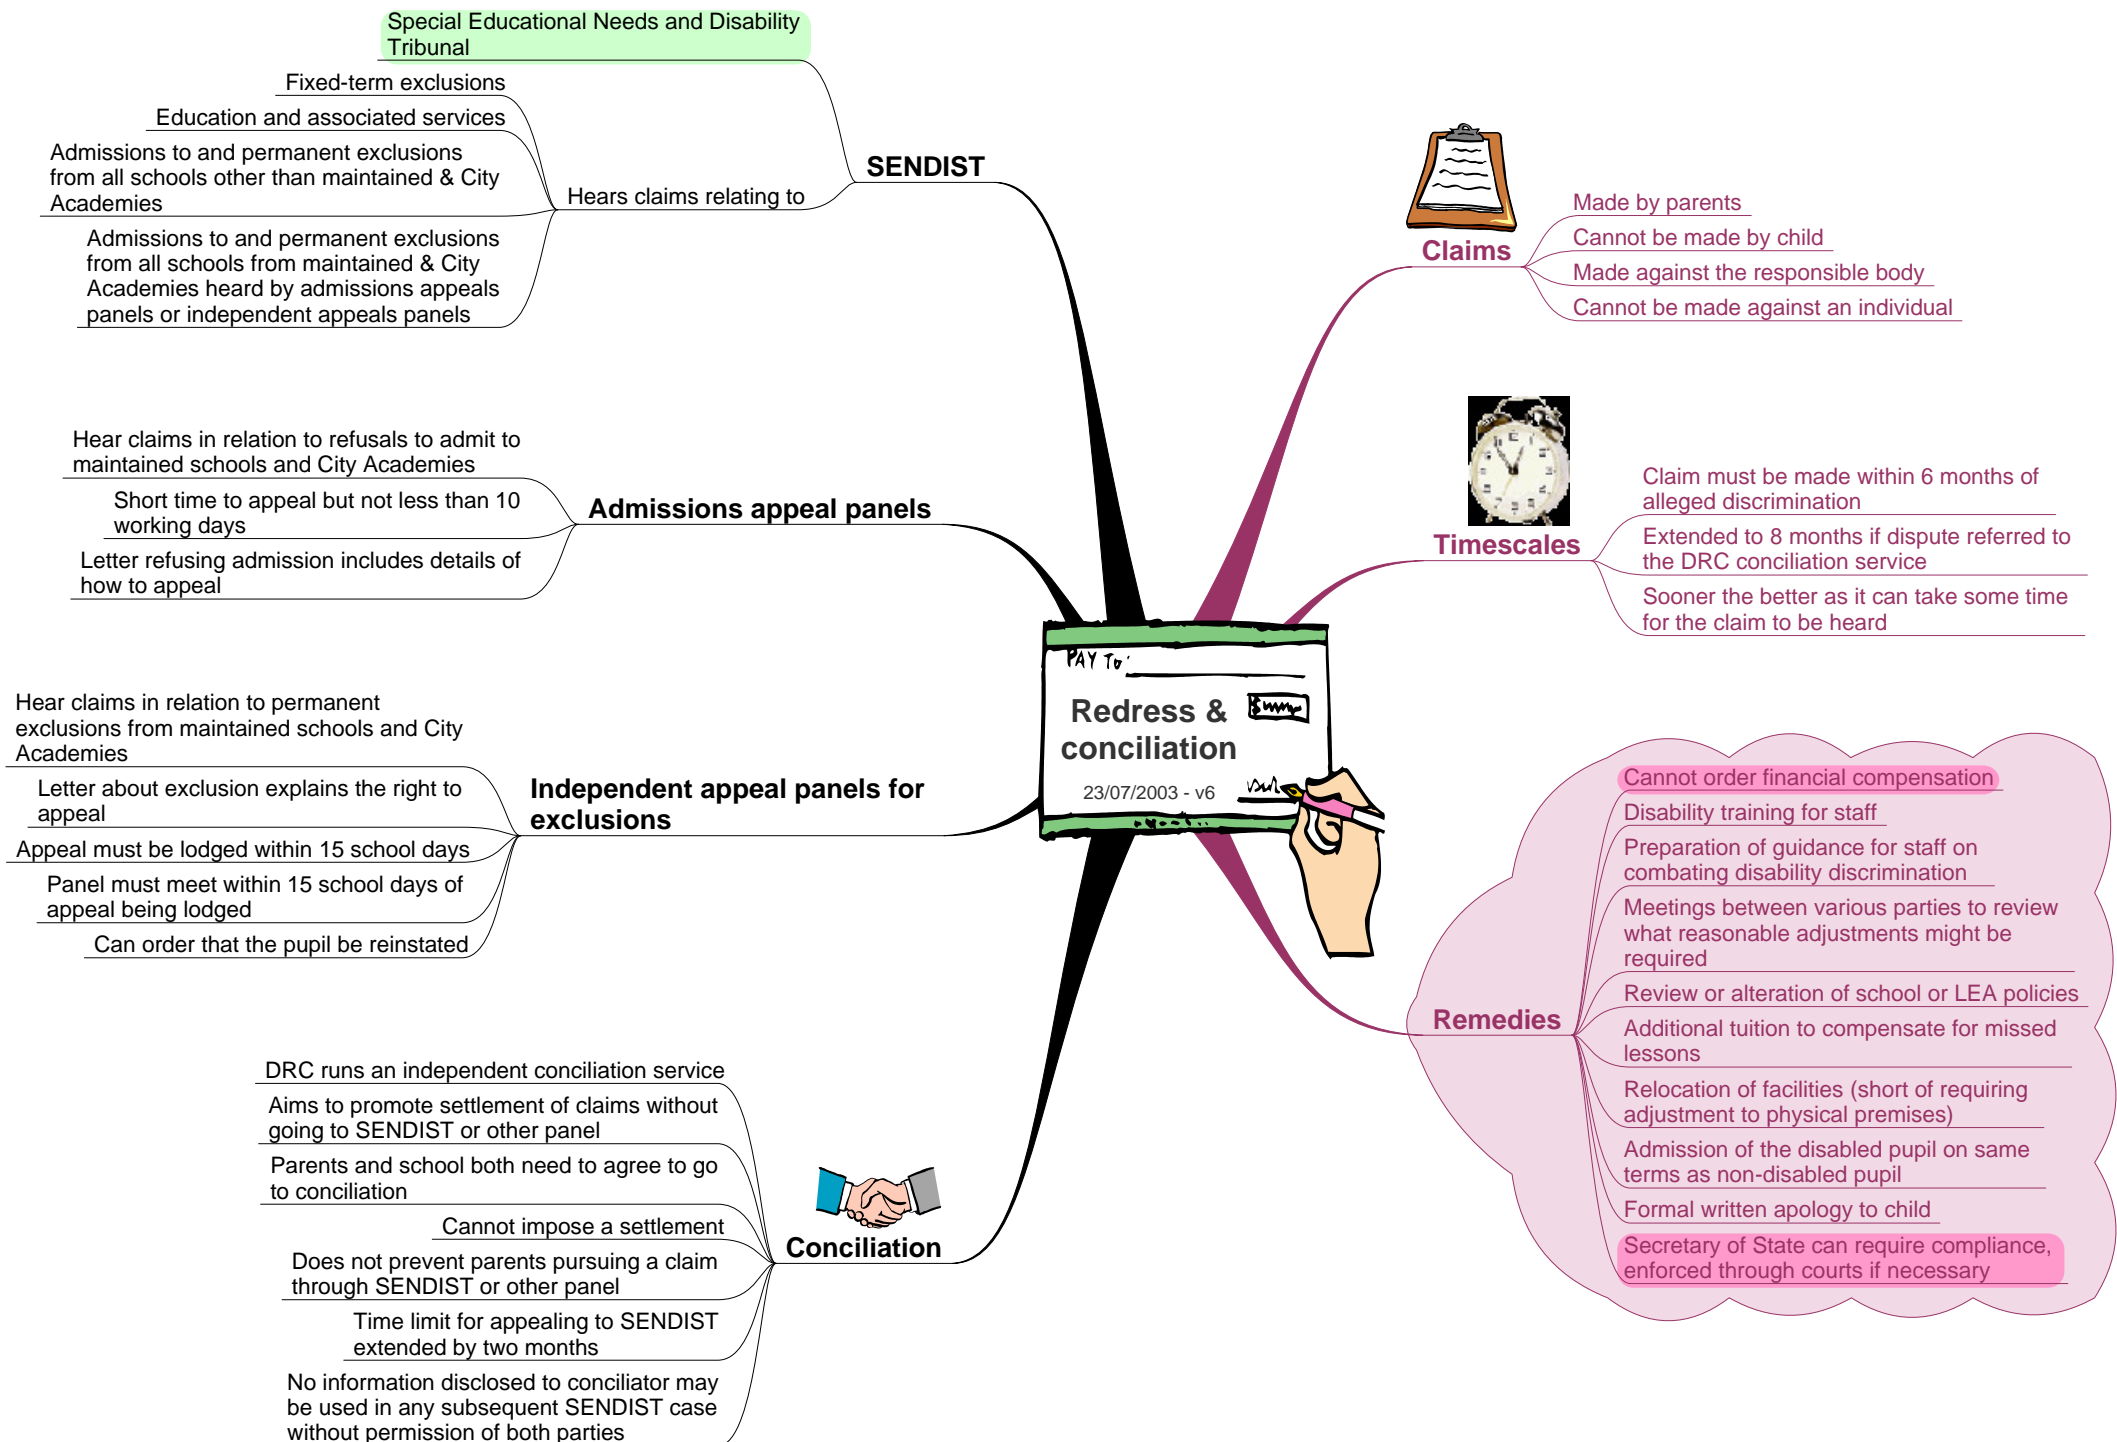 Special Educational Needs and Disability
Tribunal
Fixed-term exclusions
Education and associated services
Admissions to and permanent exclusions
from all schools other than maintained & City
Academies
Admissions to and permanent exclusions
from all schools from maintained & City
Academies heard by admissions appeals
panels or independent appeals panels
Hears claims relating to
SENDIST
Hear claims in relation to refusals to admit to
maintained schools and City Academies
Short time to appeal but not less than 10
working days
Letter refusing admission includes details of
how to appeal
Admissions appeal panels
Hear claims in relation to permanent
exclusions from maintained schools and City
Academies
Letter about exclusion explains the right to
appeal
Appeal must be lodged within 15 school days
Panel must meet within 15 school days of
appeal being lodged
Can order that the pupil be reinstated
Independent appeal panels for
exclusions
DRC runs an independent conciliation service
Aims to promote settlement of claims without
going to SENDIST or other panel
Parents and school both need to agree to go
to conciliation
Cannot impose a settlement
Does not prevent parents pursuing a claim
through SENDIST or other panel
Time limit for appealing to SENDIST
extended by two months
No information disclosed to conciliator may
be used in any subsequent SENDIST case
without permission of both parties
Conciliation
PAY TO
Redress &
conciliation
23/07/2003 - v6
Claims
Made by parents
Cannot be made by child
Made against the responsible body
Cannot be made against an individual
Timescales
Claim must be made within 6 months of
alleged discrimination
Extended to 8 months if dispute referred to
the DRC conciliation service
Sooner the better as it can take some time
for the claim to be heard
Remedies
Cannot order financial compensation
Disability training for staff
Preparation of guidance for staff on
combating disability discrimination
Meetings between various parties to review
what reasonable adjustments might be
required
Review or alteration of school or LEA policies
Additional tuition to compensate for missed
lessons
Relocation of facilities (short of requiring
adjustment to physical premises)
Admission of the disabled pupil on same
terms as non-disabled pupil
Formal written apology to child
Secretary of State can require compliance,
enforced through courts if necessary